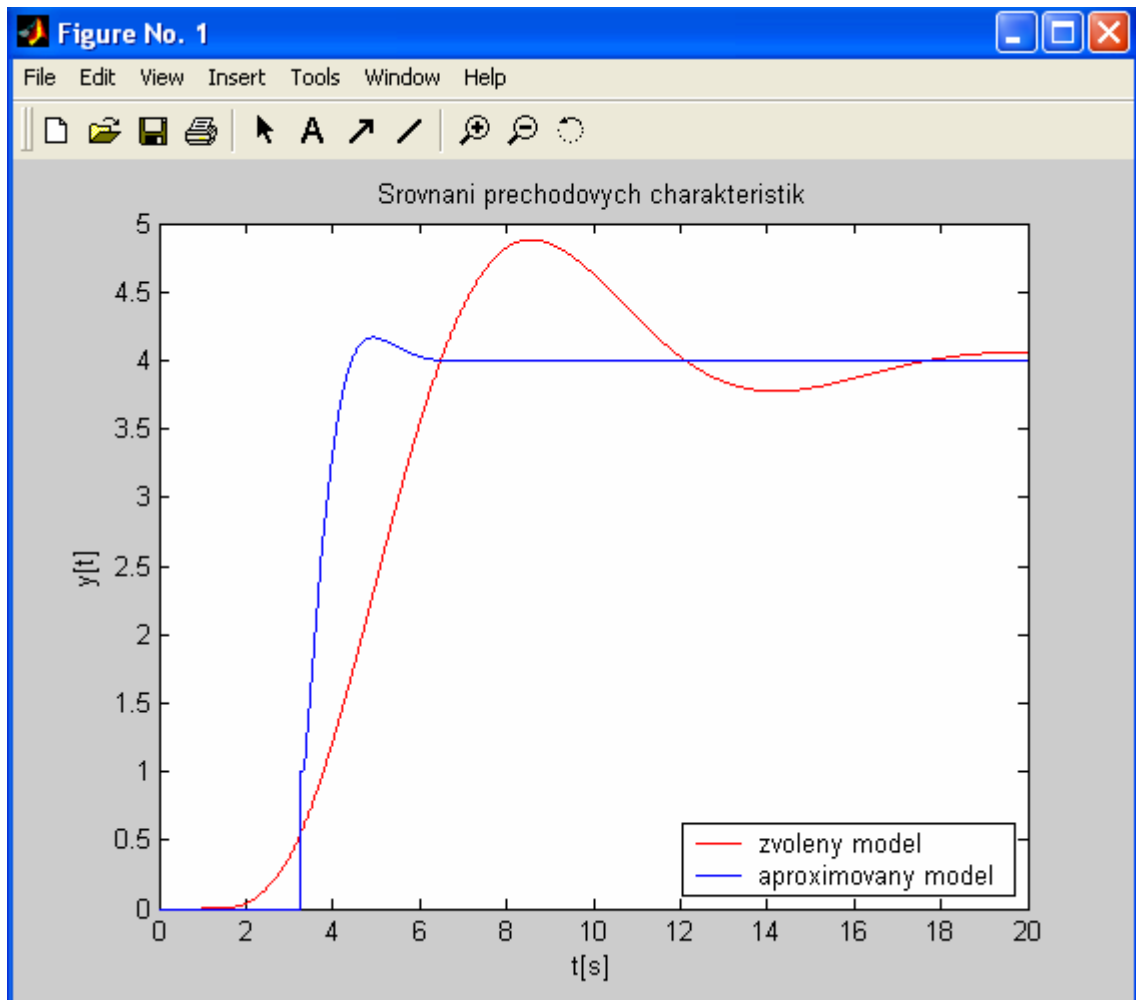 Figure No. 1
File Edit View Insert Tools Window Help
A
Srovnani prechodovych charakteristik
5
4.5
4
3.5
3
2.5
2
1.5
1
0.5
0
y[t]
zvoleny model
aproximovany model
0 2 4 6 8 10 12 14 16 18 20
t[s]